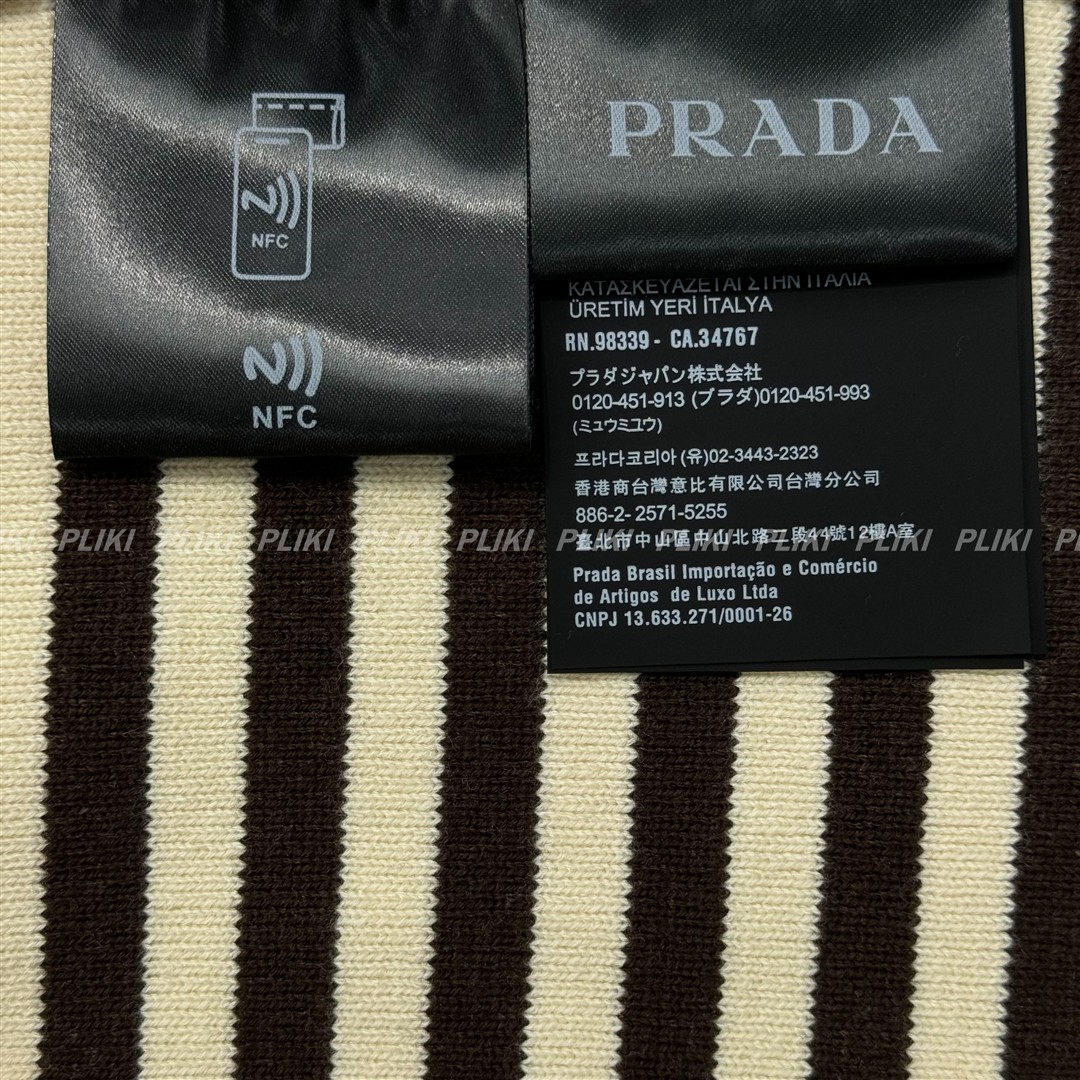 NFC
NFC
PRADA
ΚΑΤΑΣΚΕΥΑΖΕΤΑΙ ΣΤΗΝ ΙΤΑΛΙΑ
ÜRETİM YERİ İTALYA
RN.98339 - CA.34767
プラダジャパン株式会社
0120-451-913 (プラダ)0120-451-993
(ミュウミユウ)
프라다코리아 (유)02-3443-2323
香港商台灣意比有限公司台灣分公司
886-2- 2571-5255
臺北市中山區中山北路二段44號12樓A室
PLIKI PLIKI PLIKI PLIKI PLIKI PLIKI
Prada Brasil Importação e Comércio
de Artigos de Luxo Ltda
CNPJ 13.633.271/0001-26